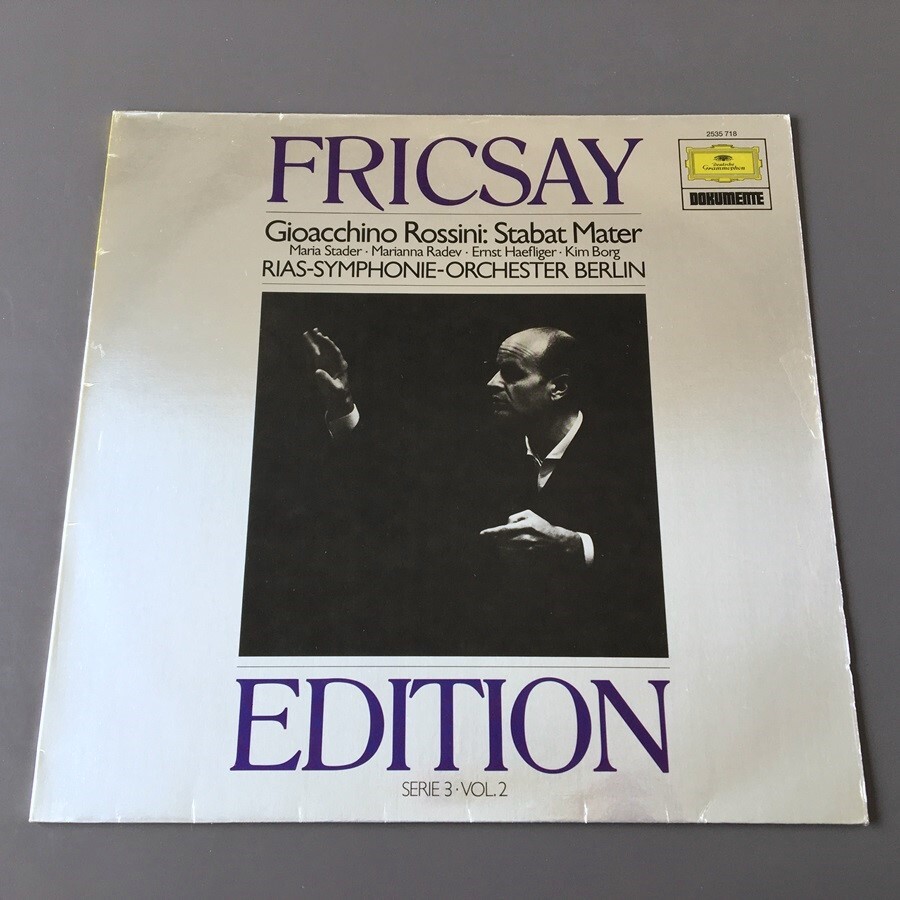 FRICSAY
2535 718
Deutsche
Grammophon
DOKUMENTE
Gioacchino Rossini: Stabat Mater
Maria Stader · Marianna Radev · Ernst Haefliger · Kim Borg
RIAS-SYMPHONIE-ORCHESTER BERLIN
EDITION
SERIE 3 · VOL. 2